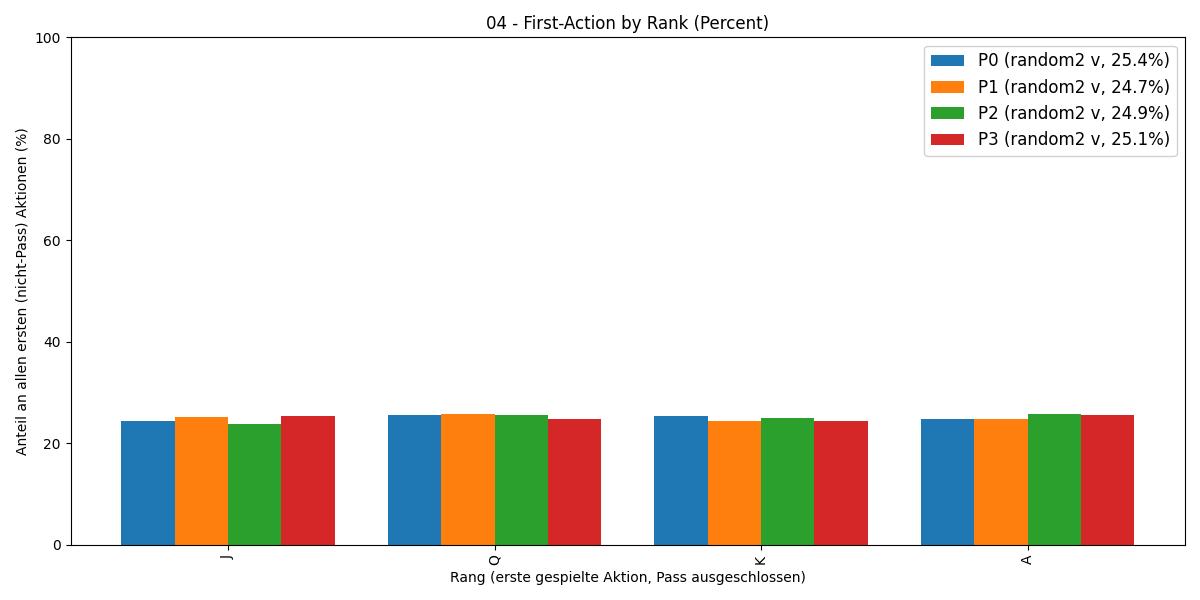 04 - First-Action by Rank (Percent)
Anteil an allen ersten (nicht-Pass) Aktionen (%)
100
80
60
40
20
0
P0 (random2 v, 25.4%)
P1 (random2 v, 24.7%)
P2 (random2 v, 24.9%)
P3 (random2 v, 25.1%)
J
Q
K
A
Rang (erste gespielte Aktion, Pass ausgeschlossen)